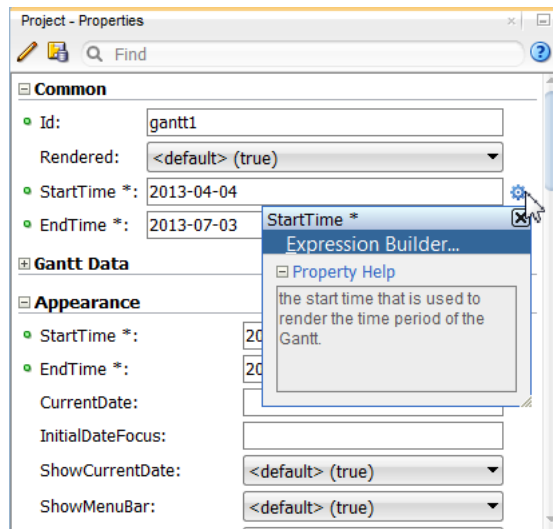 Project - Properties
Find
Common
Id: gantt1
Rendered: <default> (true)
StartTime *: 2013-04-04
EndTime *: 2013-07-03
StartTime *
Expression Builder...
Property Help
the start time that is used to
render the time period of the
Gantt.
Gantt Data
Appearance
StartTime *: 20
EndTime *: 20
CurrentDate:
InitialDateFocus:
ShowCurrentDate: <default> (true)
ShowMenuBar: <default> (true)